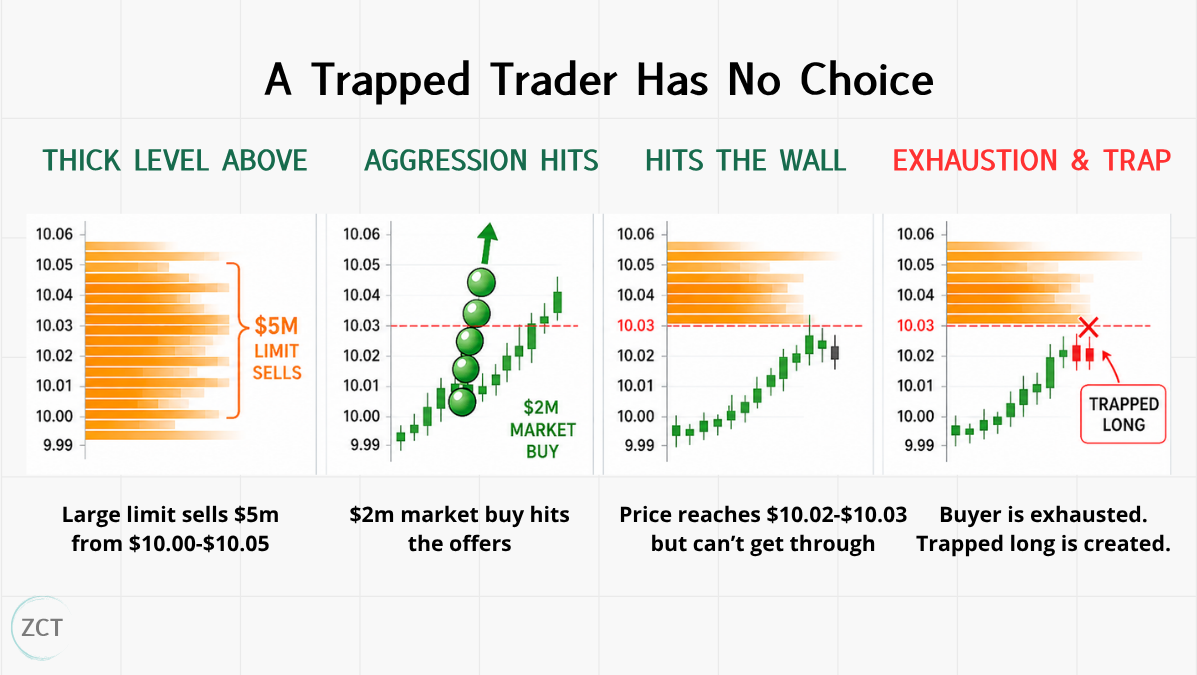 A Trapped Trader Has No Choice
THICK LEVEL ABOVE
AGGRESSION HITS
HITS THE WALL
EXHAUSTION & TRAP
10.06
10.05
10.04
10.03
10.02
10.01
10.00
9.99
$5M
LIMIT
SELLS
10.06
10.05
10.04
10.03
10.02
10.01
10.00
9.99
$2M
MARKET
BUY
10.06
10.05
10.04
10.03
10.02
10.01
10.00
9.99
10.06
10.05
10.04
10.03
10.02
10.01
10.00
9.99
TRAPPED
LONG
Large limit sells $5m
from $10.00-$10.05
$2m market buy hits
the offers
Price reaches $10.02-$10.03
but can’t get through
Buyer is exhausted.
Trapped long is created.
ZCT